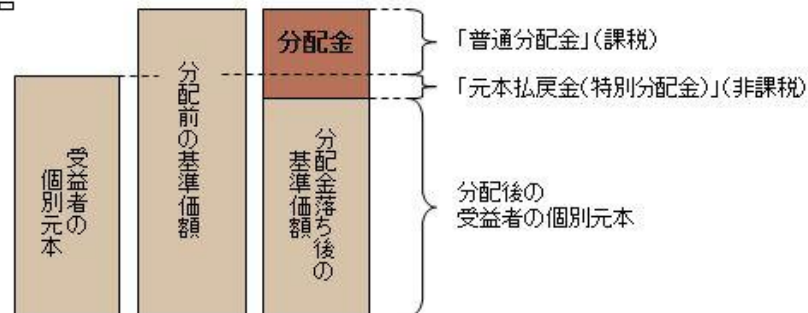 分配金
「普通分配金」(課税)
「元本払戻金(特別分配金)」(非課税)
受益者の
個別元本
分配前の基準価額
分配金落ち後の
基準価額
分配後の
受益者の個別元本